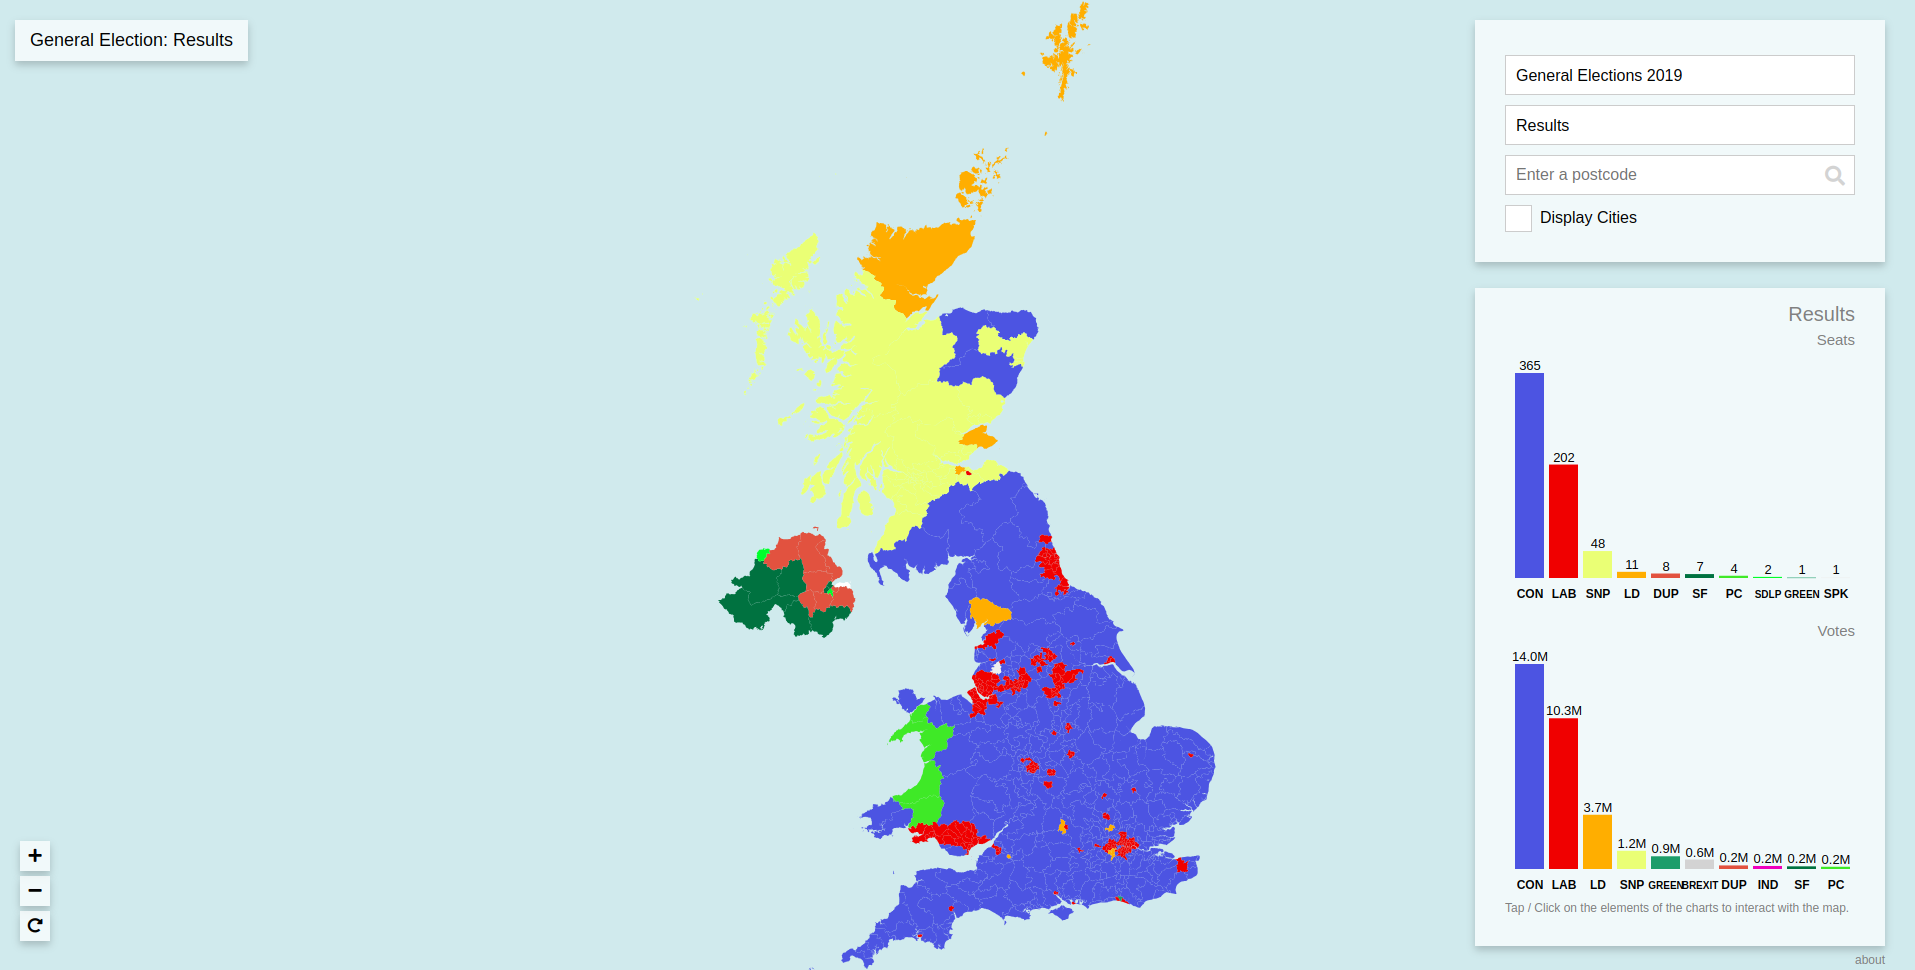 General Election: Results
General Elections 2019
Results
Enter a postcode
Display Cities
Results
Seats
365
202
48
11
8
7
4
2
1
1
CON LAB SNP LD DUP SF PC SDLP GREEN SPK
Votes
14.0M
10.3M
3.7M
1.2M
0.9M
0.6M
0.2M
0.2M
0.2M
0.2M
CON LAB LD SNP GREEN BREXIT DUP IND SF PC
Tap / Click on the elements of the charts to interact with the map.
+
−
about